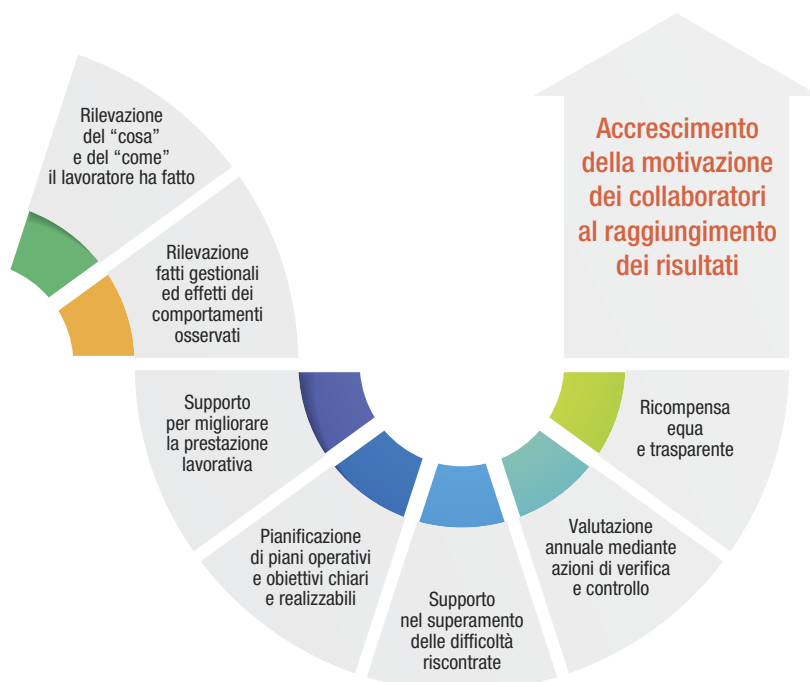 Rilevazione
del “cosa”
e del “come”
il lavoratore ha fatto
Rilevazione
fatti gestionali
ed effetti dei
comportamenti
osservati
Supporto
per migliorare
la prestazione
lavorativa
Pianificazione
di piani operativi
e obiettivi chiari
e realizzabili
Supporto
nel superamento
delle difficoltà
riscontrate
Valutazione
annuale mediante
azioni di verifica
e controllo
Ricompensa
equa
e trasparente
Accrescimento
della motivazione
dei collaboratori
al raggiungimento
dei risultati